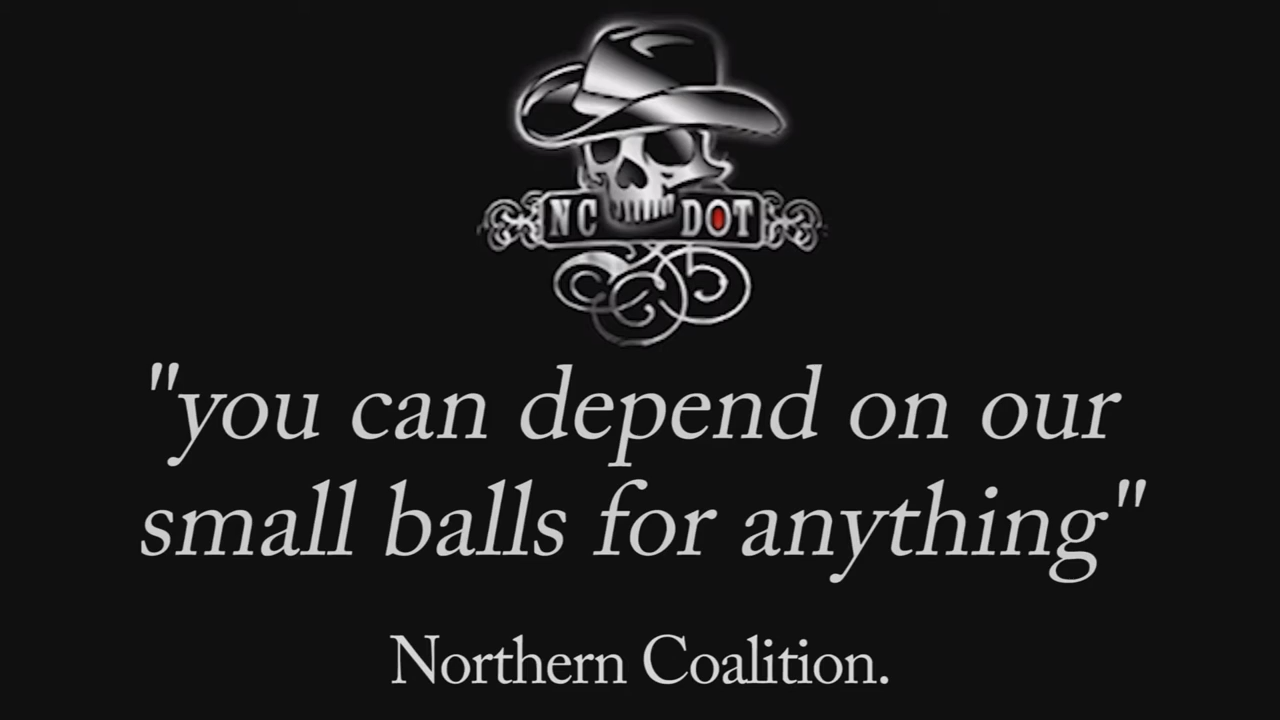 NC DOT
"you can depend on our
small balls for anything"
Northern Coalition.